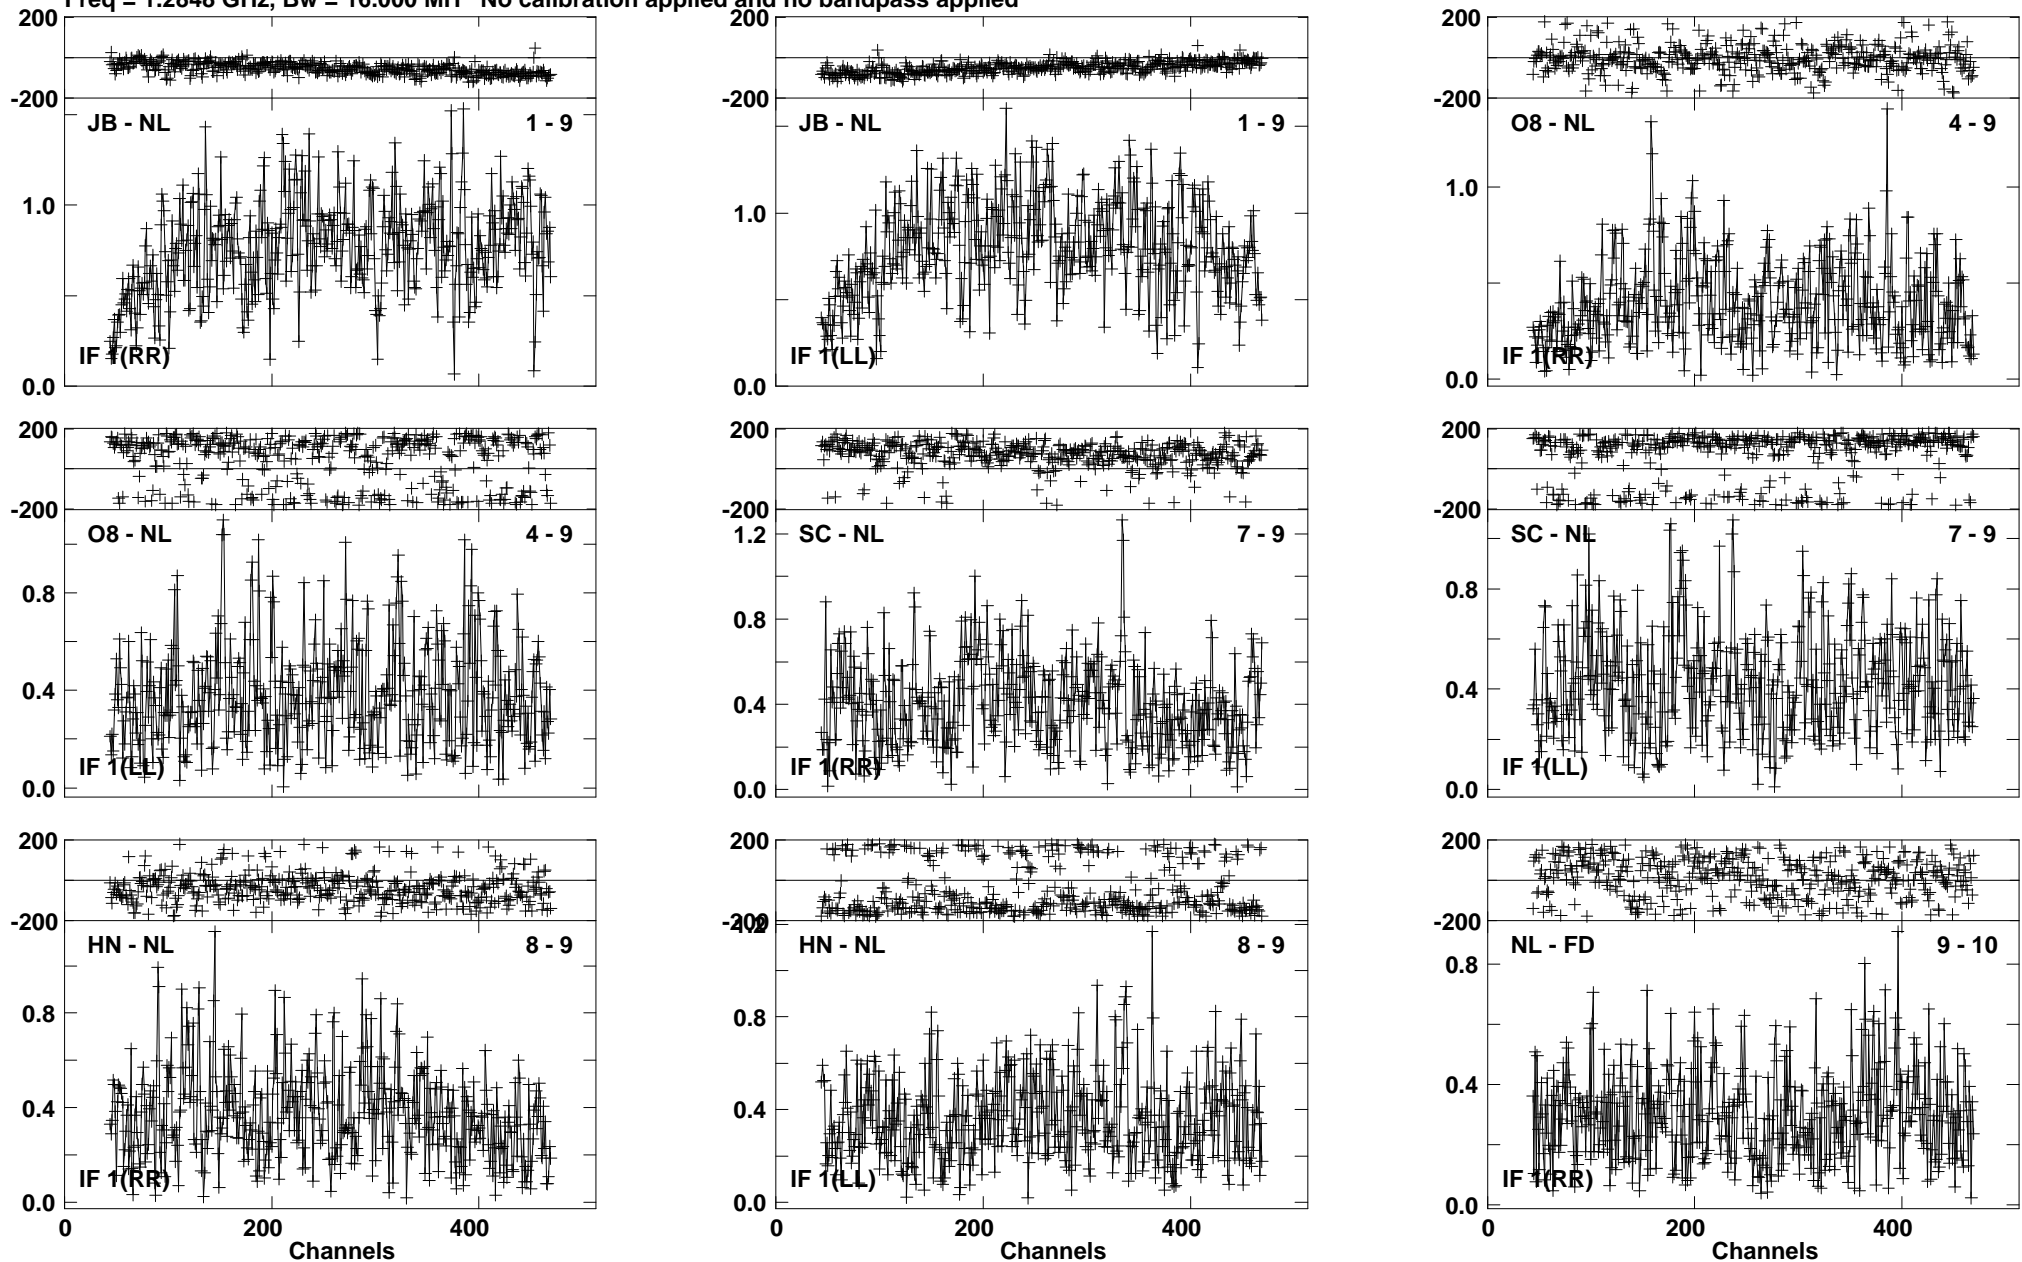 Freq = 1.2848 GHz, Bw = 16.000 MH No calibration applied and no bandpass applied
200 200 200
-200 -200 -200
JB - NL 1 - 9 JB - NL 1 - 9 O8 - NL 4 - 9
1.0 1.0 1.0
IF 1(RR) IF 1(LL) IF 1(RR)
0.0 0.0 0.0
200 200 200
-200 -200 -200
O8 - NL 4 - 9 SC - NL 7 - 9 SC - NL 7 - 9
1.2
0.8 0.8 0.8
0.4 0.4 0.4
IF 1(LL) IF 1(RR) IF 1(LL)
0.0 0.0 0.0
200 200 200
-200 -200 -200
1.2
HN - NL 8 - 9 HN - NL 8 - 9 NL - FD 9 - 10
0.8 0.8 0.8
0.4 0.4 0.4
IF 1(RR) IF 1(LL) IF 1(RR)
0.0 0.0 0.0
0 200 400 200 400 0 200 400
Channels Channels